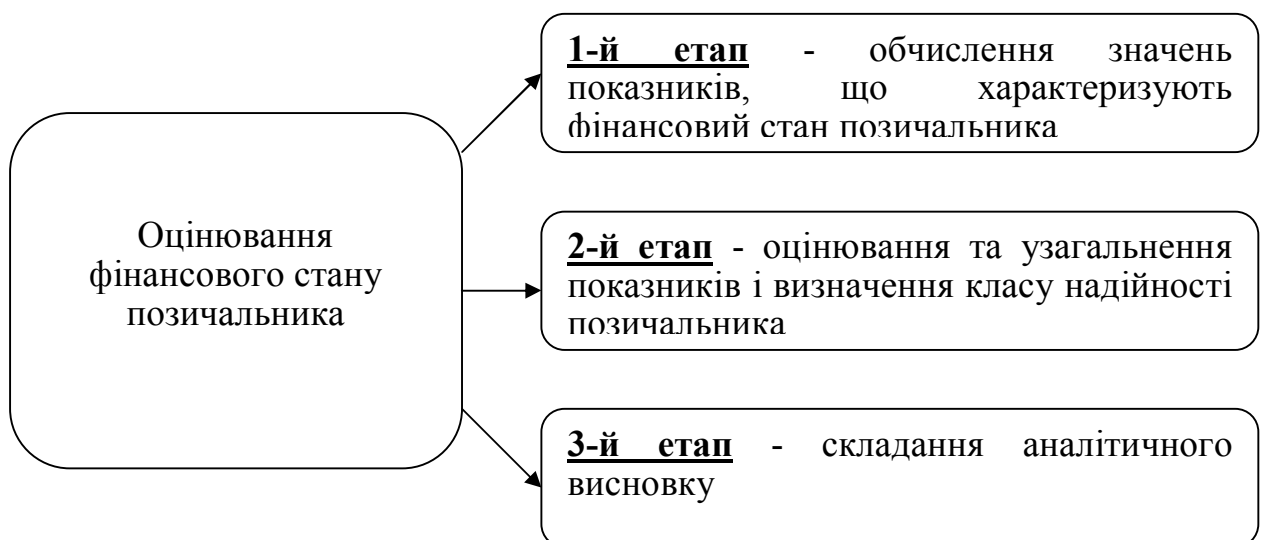 Оцінювання
фінансового стану
позичальника
1-й етап - обчислення значень
показників, що характеризують
фінансовий стан позичальника
2-й етап - оцінювання та узагальнення
показників і визначення класу надійності
позичальника
3-й етап - складання аналітичного
висновку